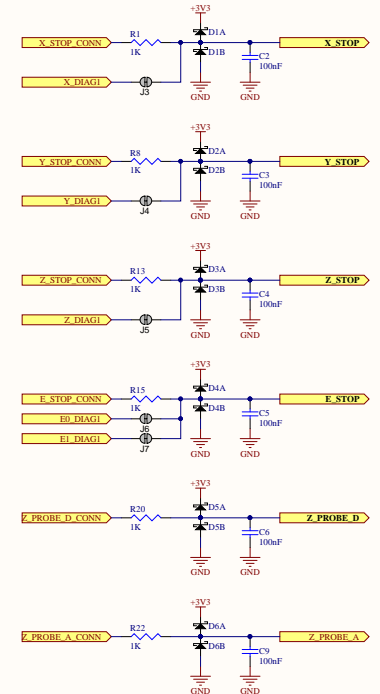 +3V3
R1 D1A
X_STOP_CONN X_STOP
1K D1B C2
100nF
X_DIAG1
J3 GND GND
+3V3
R8 D2A
Y_STOP_CONN Y_STOP
1K D2B C3
100nF
Y_DIAG1
J4 GND GND
+3V3
R13 D3A
Z_STOP_CONN Z_STOP
1K D3B C4
100nF
Z_DIAG1
J5 GND GND
+3V3
R15 D4A
E_STOP_CONN E_STOP
1K D4B C5
E0_DIAG1 100nF
J6
E1_DIAG1
J7 GND GND
+3V3
R20 D5A
Z_PROBE_D_CONN Z_PROBE_D
1K D5B C6
100nF
GND GND
+3V3
R22 D6A
Z_PROBE_A_CONN Z_PROBE_A
1K D6B C9
100nF
GND GND